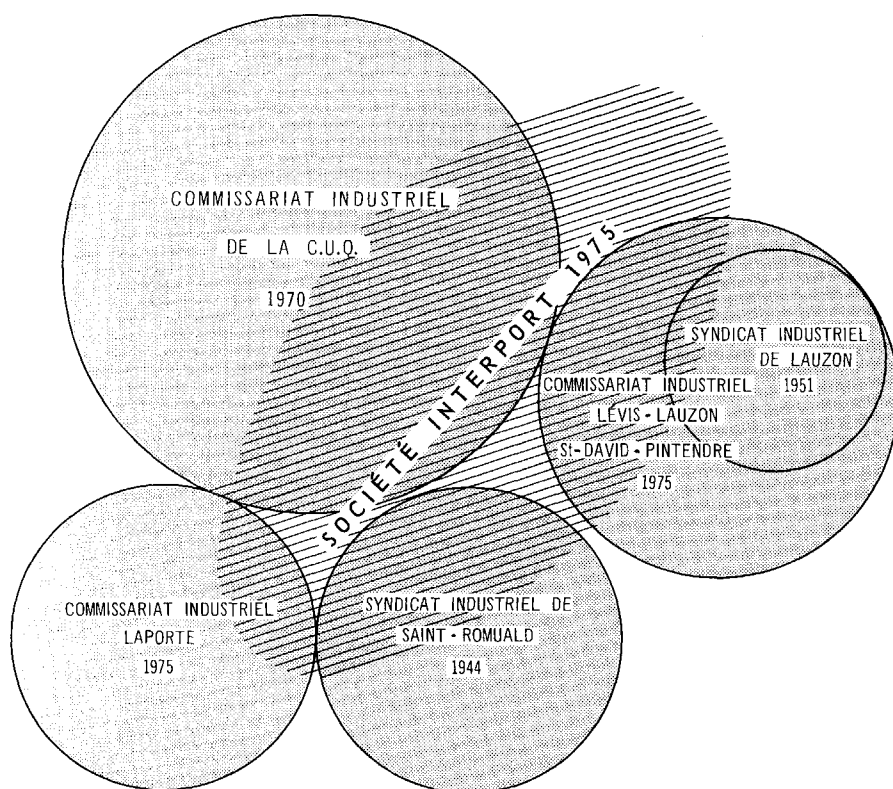 COMMISSARIAT INDUSTRIEL
DE LA C.U.Q.
1970
SOCIÉTÉ INTERPORT 1975
SYNDICAT INDUSTRIEL
DE LAUZON
1951
COMMISSARIAT INDUSTRIEL
LÉVIS-LAUZON
St-DAVID-PINTENDRE
1975
COMMISSARIAT INDUSTRIEL
LAPORTE
1975
SYNDICAT INDUSTRIEL DE
SAINT-ROMUALD
1944